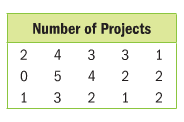 Number of Projects
2 4 3 3 1
0 5 4 2 2
1 3 2 1 2